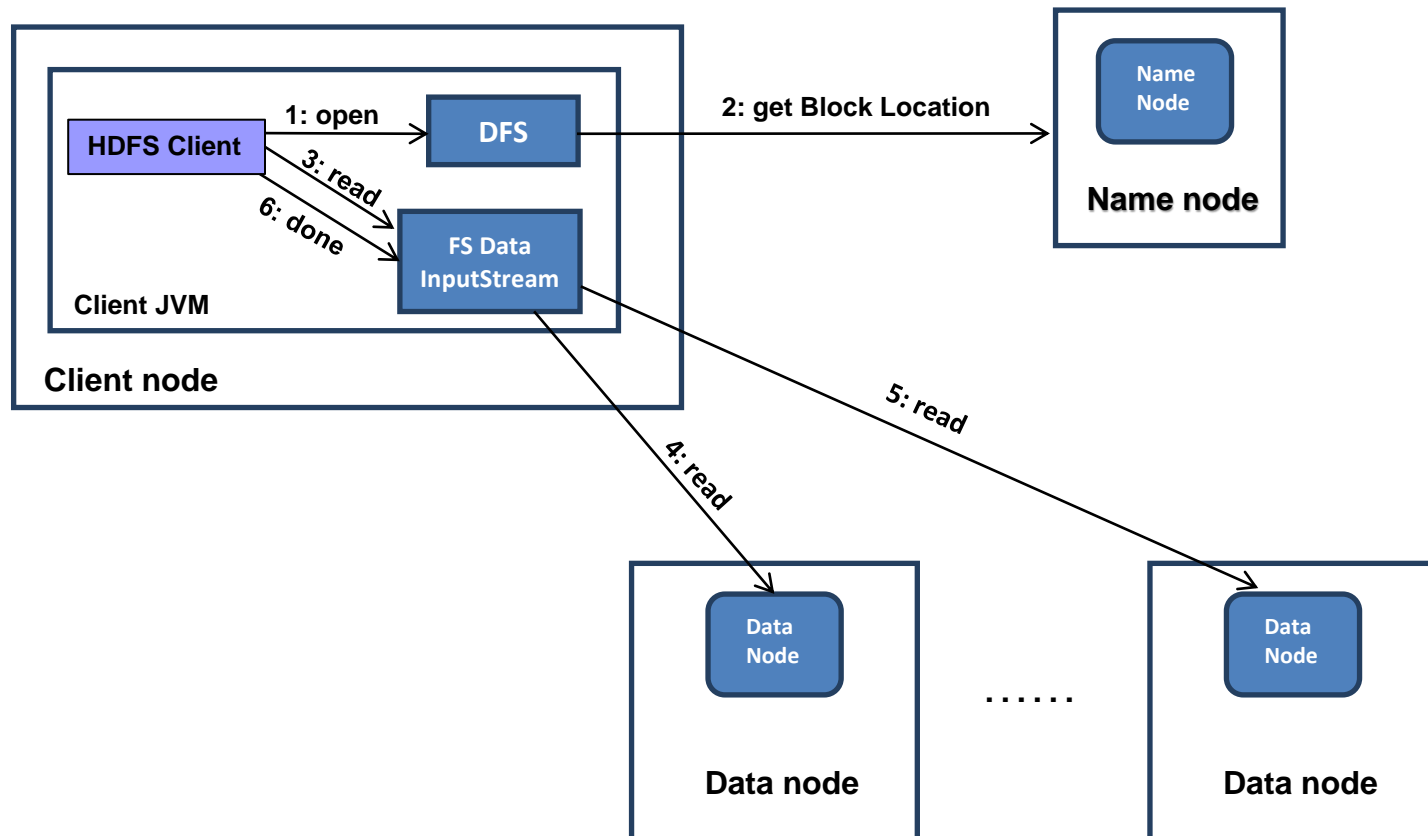 Name
Node
Name node
1: open
2: get Block Location
DFS
HDFS Client
3: read
6: done
FS Data
InputStream
Client JVM
Client node
4: read
5: read
Data
Node
Data node
......
Data
Node
Data node